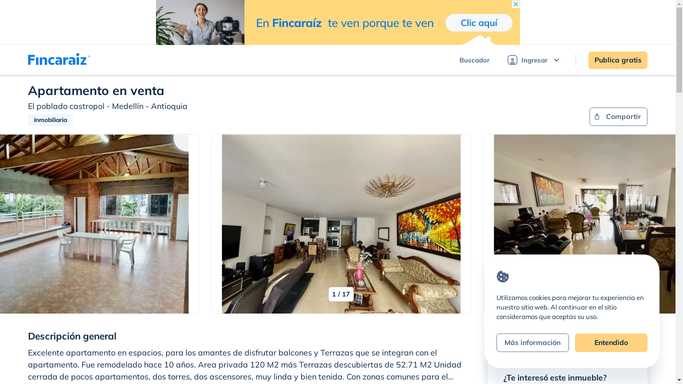 En Fincaraíz te ven porque te ven
Clic aquí
Fincaraiz
Buscador
Ingresar
Publica gratis
Apartamento en venta
El poblado castropol - Medellín - Antioquia
Inmobiliaria
Compartir
1 / 17
Utilizamos cookies para mejorar tu experiencia en
nuestro sitio web. Al continuar en el sitio
consideramos que aceptas su uso.
Más información
Entendido
Descripción general
Excelente apartamento en espacios, para los amantes de disfrutar balcones y Terrazas que se integran con el
apartamento. Fue remodelado hace 10 años. Area privada 120 M2 más Terrazas descubiertas de 52.71 M2 Unidad
cerrada de pocos apartamentos, dos torres, dos ascensores, muy linda y bien tenida. Con zonas comunes para el...
¿Te interesó este inmueble?